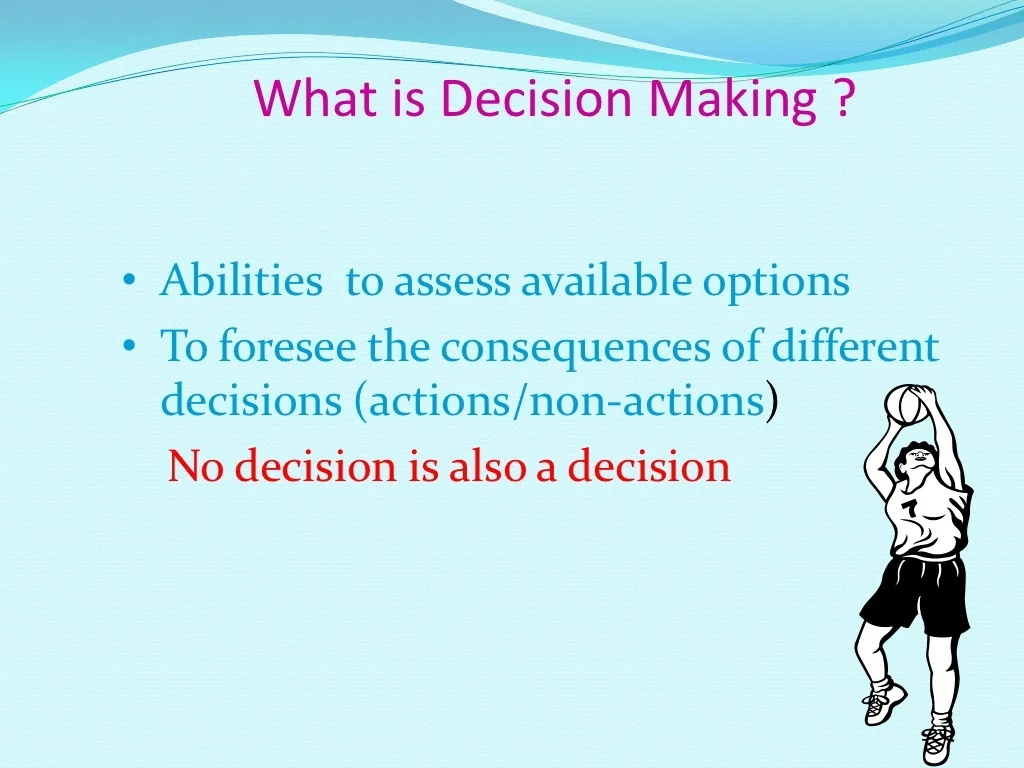 What is Decision Making ?
• Abilities  to assess available options
• To foresee the consequences of different
decisions (actions/non-actions)
No decision is also a decision
7